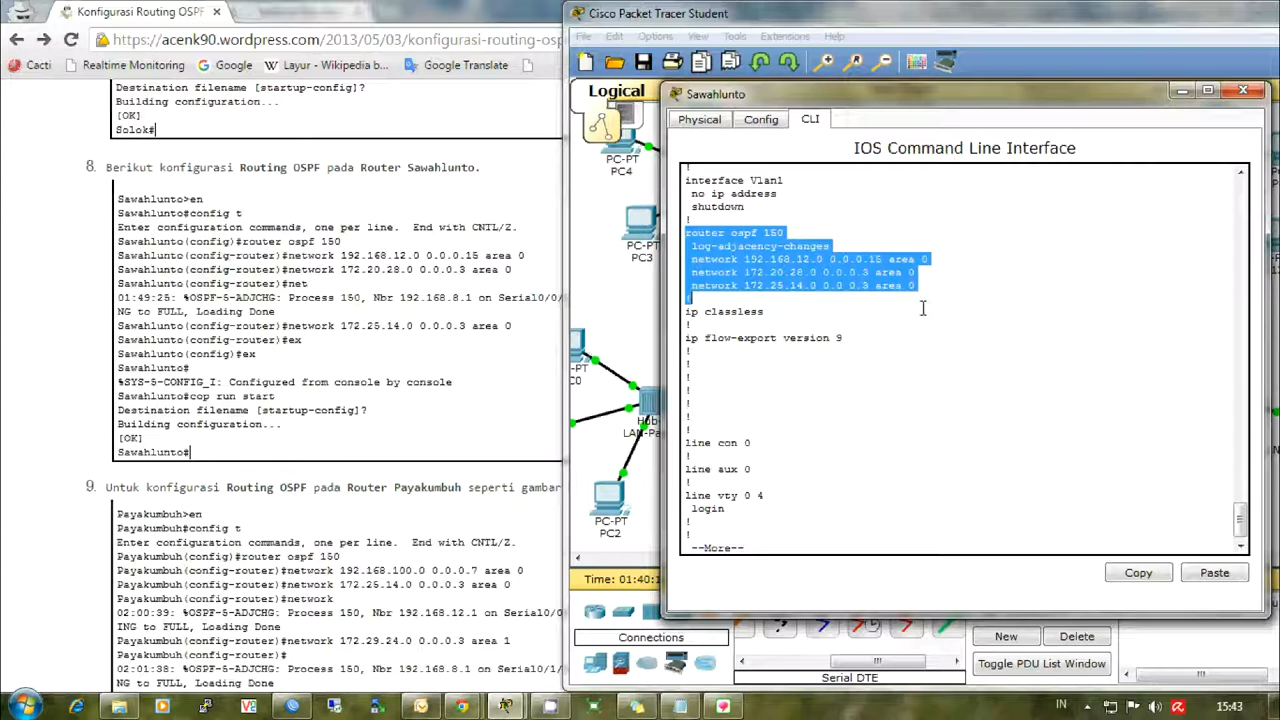 Konfigurasi Routing OSPF
https://acenk90.wordpress.com/2013/05/03/konfigurasi-routing-osp
Cacti
Realtime Monitoring
Google
Layur - Wikipedia b...
Google Translate
Destination filename [startup-config]?
Building configuration...
[OK]
Solok#
8. Berikut konfigurasi Routing OSPF pada Router Sawahlunto.
Sawahlunto>en
Sawahlunto#config t
Enter configuration commands, one per line. End with CNTL/Z.
Sawahlunto(config)#router ospf 150
Sawahlunto(config-router)#network 192.168.12.0 0.0.0.15 area 0
Sawahlunto(config-router)#network 172.20.28.0 0.0.0.3 area 0
Sawahlunto(config-router)#net
01:49:25: %OSPF-5-ADJCHG: Process 150, Nbr 192.168.8.1 on Serial0/0
NG to FULL, Loading Done
Sawahlunto(config-router)#network 172.25.14.0 0.0.0.3 area 0
Sawahlunto(config-router)#ex
Sawahlunto(config)#ex
Sawahlunto#
%SYS-5-CONFIG_I: Configured from console by console
Sawahlunto#cop run start
Destination filename [startup-config]?
Building configuration...
[OK]
Sawahlunto#
9. Untuk konfigurasi Routing OSPF pada Router Payakumbuh seperti gambar
Payakumbuh>en
Payakumbuh#config t
Enter configuration commands, one per line. End with CNTL/Z.
Payakumbuh(config)#router ospf 150
Payakumbuh(config-router)#network 192.168.100.0 0.0.0.7 area 0
Payakumbuh(config-router)#network 172.25.14.0 0.0.0.3 area 0
Payakumbuh(config-router)#network
02:00:39: %OSPF-5-ADJCHG: Process 150, Nbr 192.168.12.1 on Serial0/
ING to FULL, Loading Done
Payakumbuh(config-router)#network 172.29.24.0 0.0.0.3 area 1
Payakumbuh(config-router)#
02:01:38: %OSPF-5-ADJCHG: Process 150, Nbr 192.168.8.1 on Serial0/1/
NG to FULL, Loading Done
Cisco Packet Tracer Student
File Edit Options View Tools Extensions Help
Logical
PC-PT
PC4
PC-PT
PC3
-PT
C0
Hub-
LAN-Pa
PC-PT
PC2
Time: 01:40:1
Connections
Sawahlunto
Physical Config CLI
IOS Command Line Interface
!
interface Vlan1
no ip address
shutdown
!
router ospf 150
log-adjacency-changes
network 192.168.12.0 0.0.0.15 area 0
network 172.20.28.0 0.0.0.3 area 0
network 172.25.14.0 0.0.0.3 area 0
!
ip classless
!
ip flow-export version 9
!
!
!
!
!
!
!
line con 0
!
line aux 0
!
line vty 0 4
login
!
!
--More--
Copy Paste
New Delete
Toggle PDU List Window
Serial DTE
IN
15:43